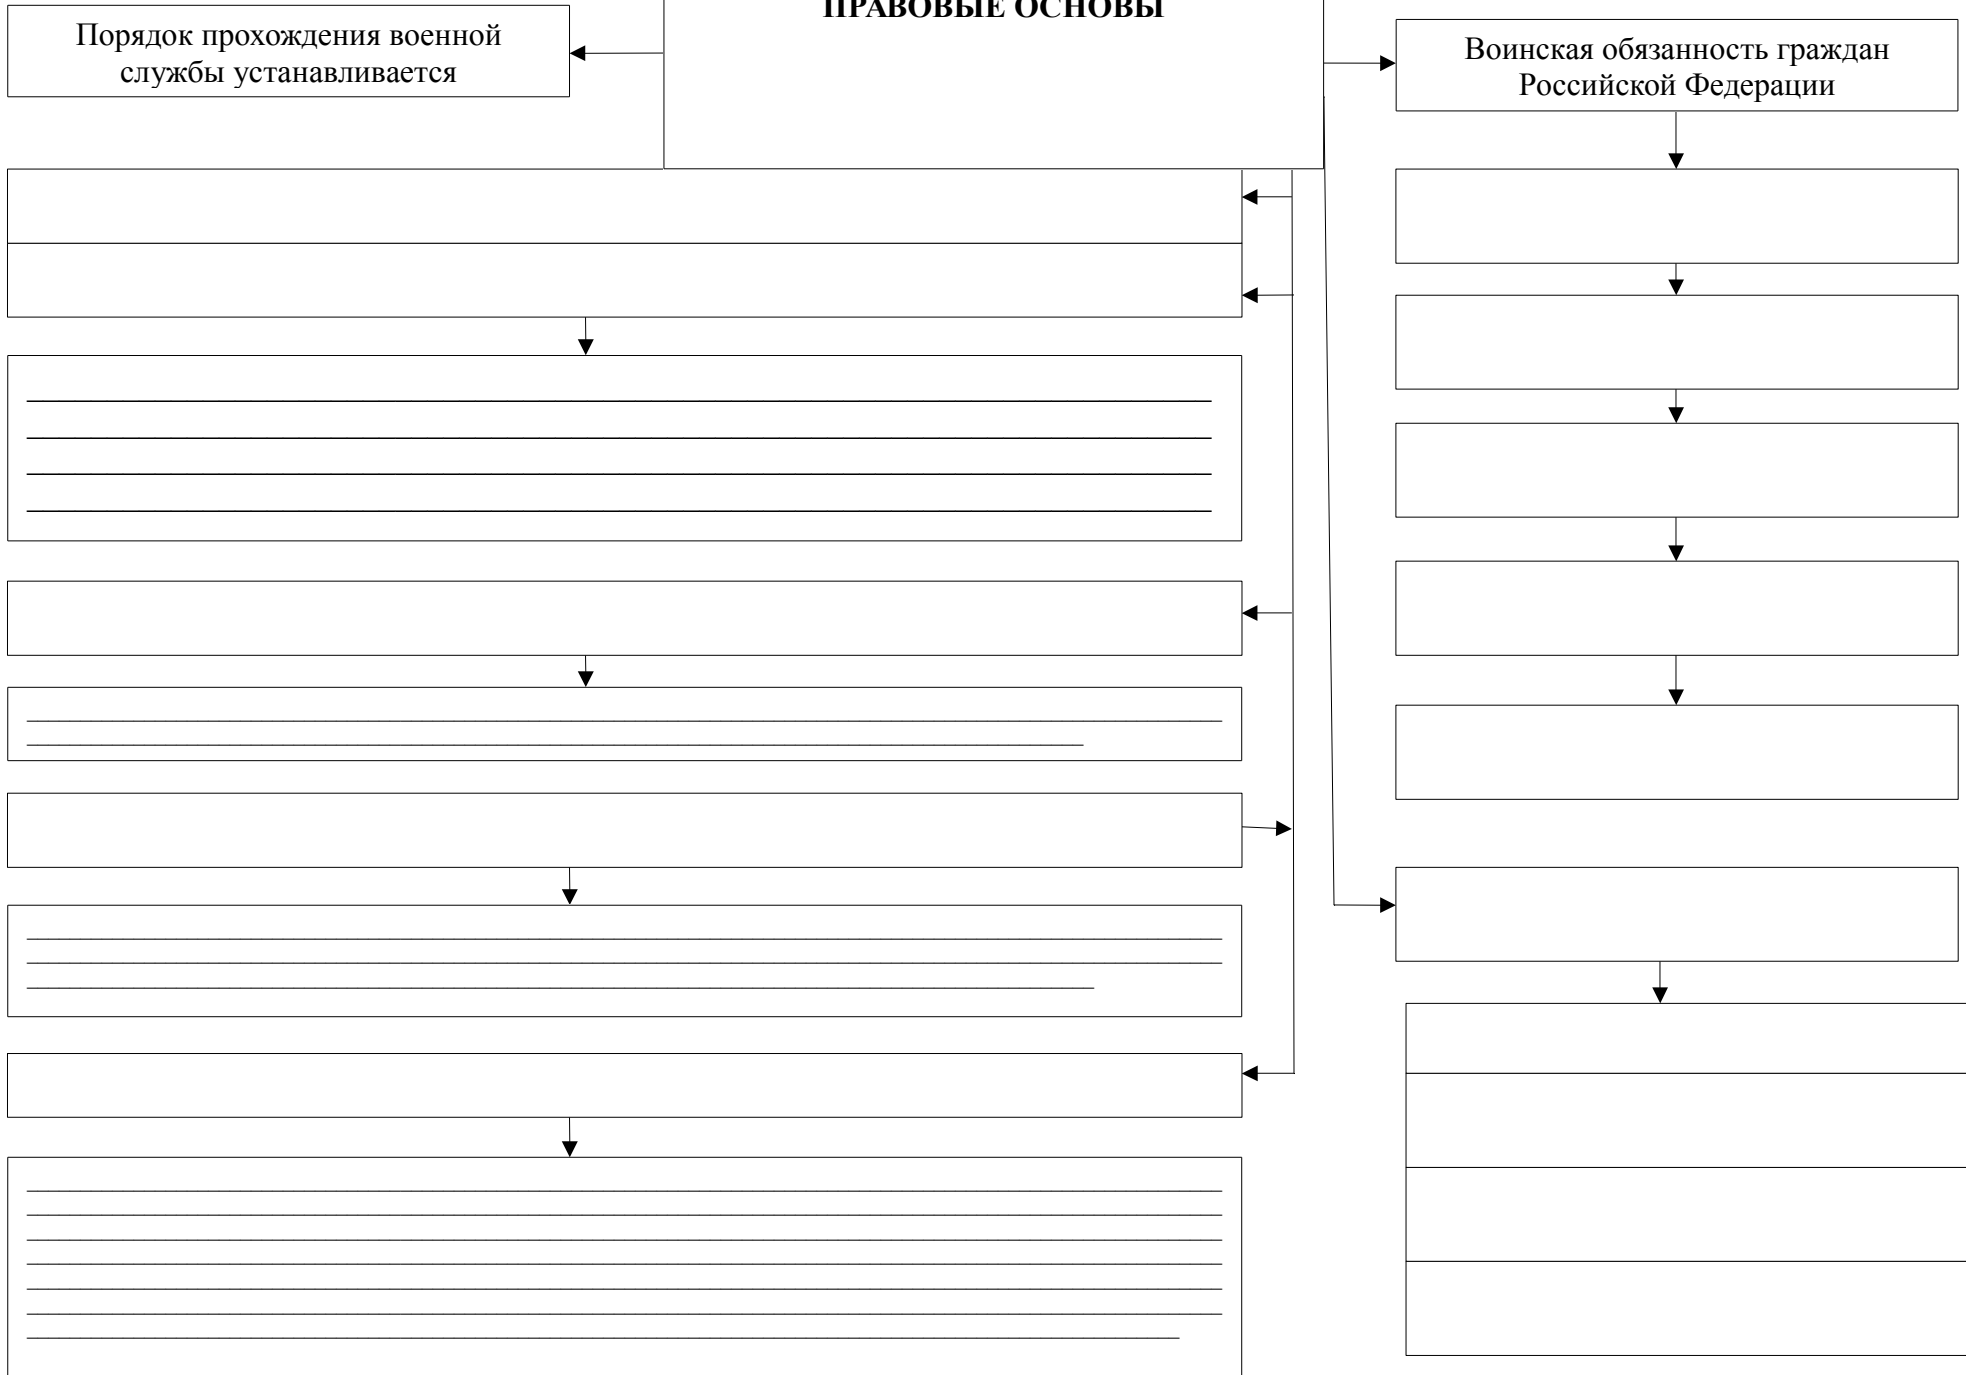 ПРАВОВЫЕ ОСНОВЫ
Порядок прохождения военной
службы устанавливается
Воинская обязанность граждан
Российской Федерации